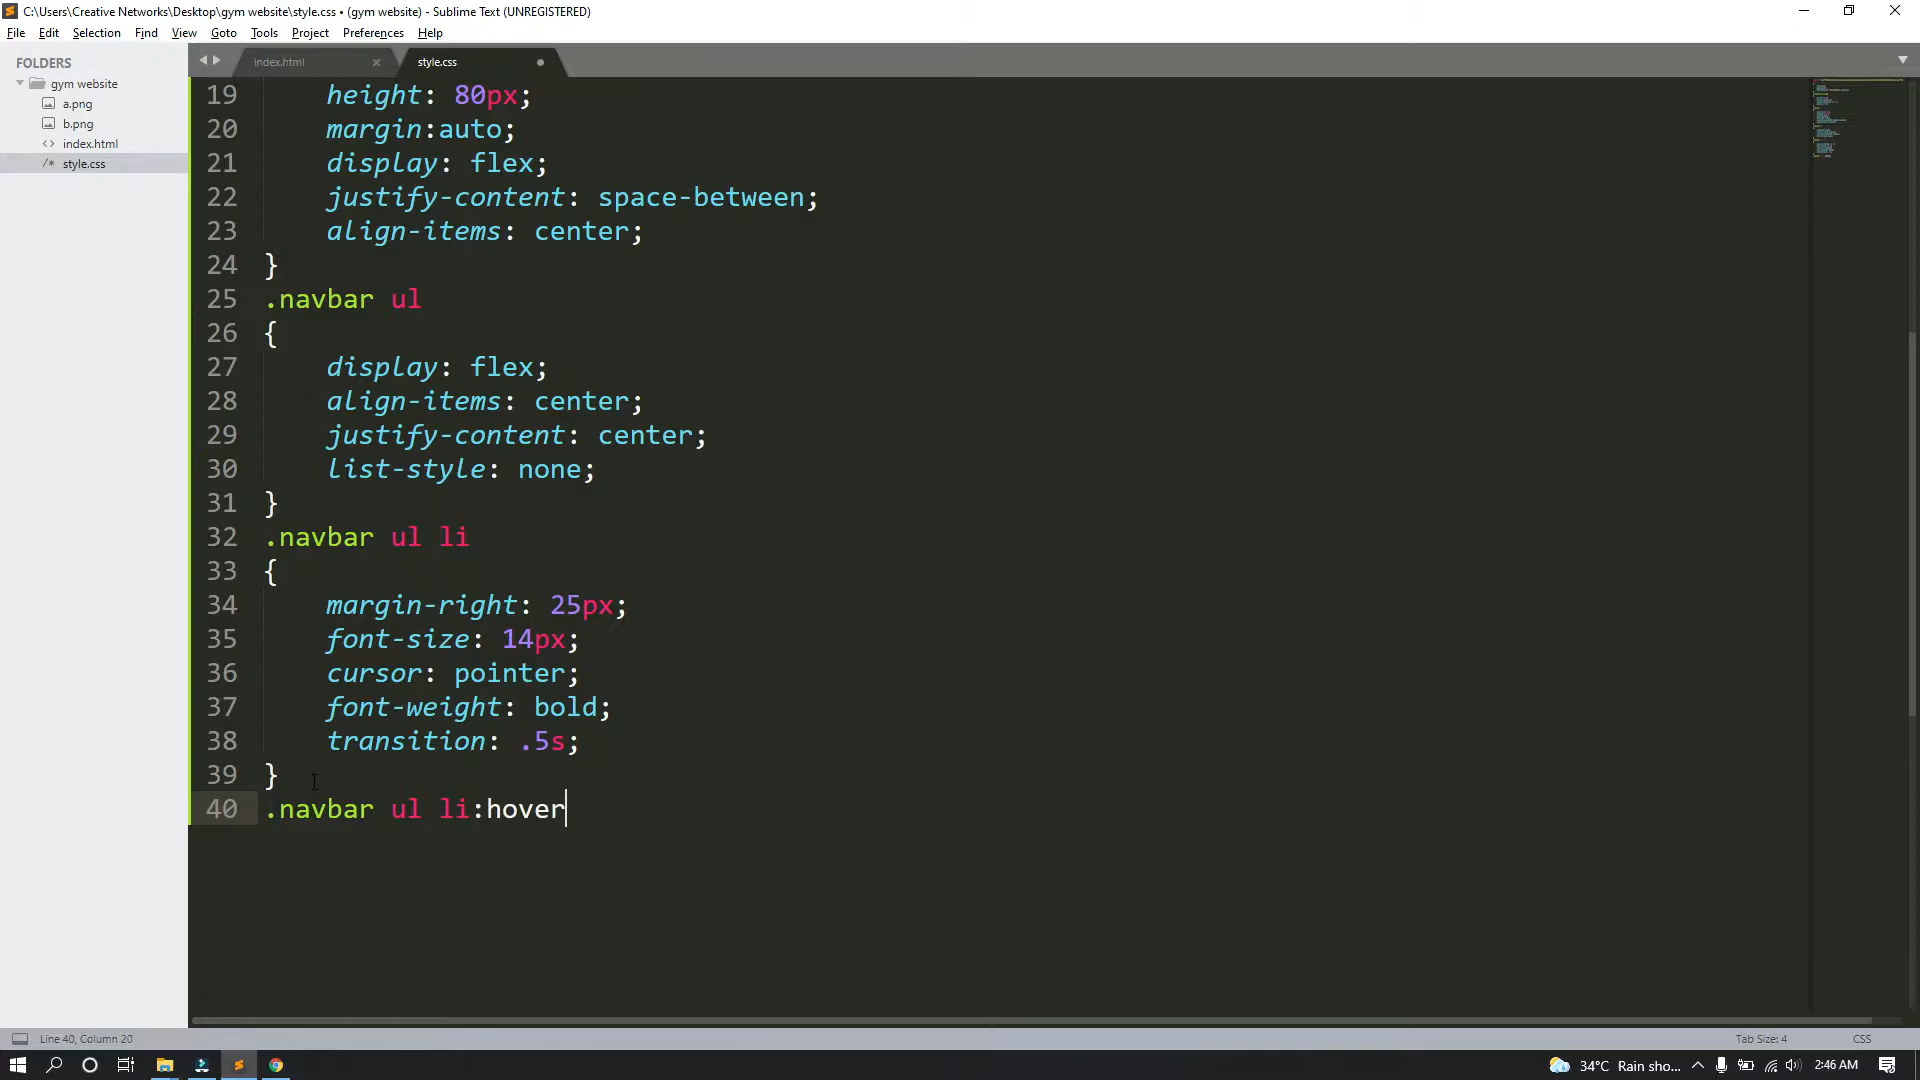 C:\Users\Creative Networks\Desktop\gym website\style.css • (gym website) - Sublime Text (UNREGISTERED)
File Edit Selection Find View Goto Tools Project Preferences Help
FOLDERS
gym website
a.png
b.png
<> index.html
/* style.css
index.html × style.css
19 height: 80px;
20 margin:auto;
21 display: flex;
22 justify-content: space-between;
23 align-items: center;
24 }
25 .navbar ul
26 {
27 display: flex;
28 align-items: center;
29 justify-content: center;
30 list-style: none;
31 }
32 .navbar ul li
33 {
34 margin-right: 25px;
35 font-size: 14px;
36 cursor: pointer;
37 font-weight: bold;
38 transition: .5s;
39 }
40 .navbar ul li:hover
Line 40, Column 20 Tab Size: 4 CSS
34°C Rain sho... 2:46 AM